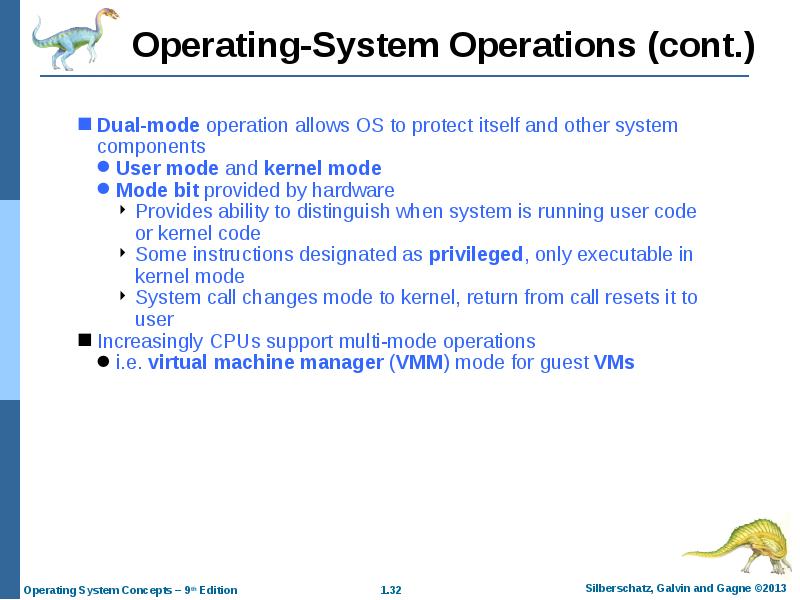 Operating-System Operations (cont.)
Dual-mode operation allows OS to protect itself and other system
components
User mode and kernel mode
Mode bit provided by hardware
Provides ability to distinguish when system is running user code
or kernel code
Some instructions designated as privileged, only executable in
kernel mode
System call changes mode to kernel, return from call resets it to
user
Increasingly CPUs support multi-mode operations
i.e. virtual machine manager (VMM) mode for guest VMs
Operating System Concepts – 9th Edition
1.32
Silberschatz, Galvin and Gagne ©2013